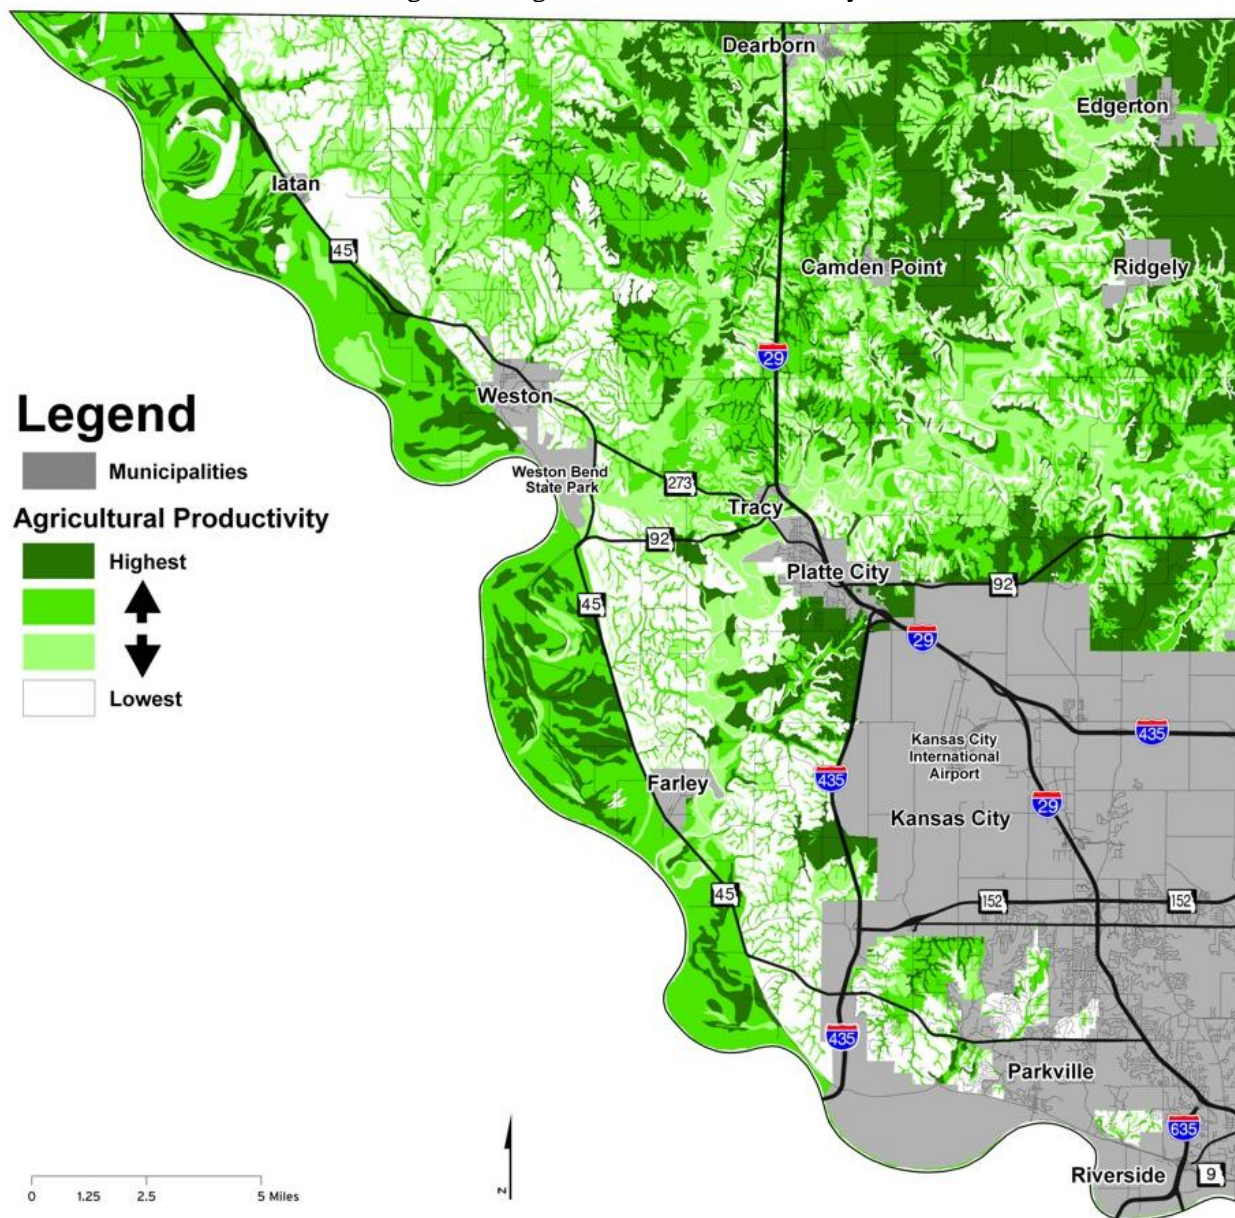 Dearborn
Edgerton
Iatan
45
Camden Point
Ridgely
29
Legend
Municipalities
Agricultural Productivity
Highest
Lowest
Weston
Weston Bend
State Park
273
Tracy
92
Platte City
92
45
29
Kansas City
International
Airport
435
435
Farley
29
Kansas City
45
152
152
435
Parkville
635
Riverside
9
0 1.25 2.5 5 Miles
N